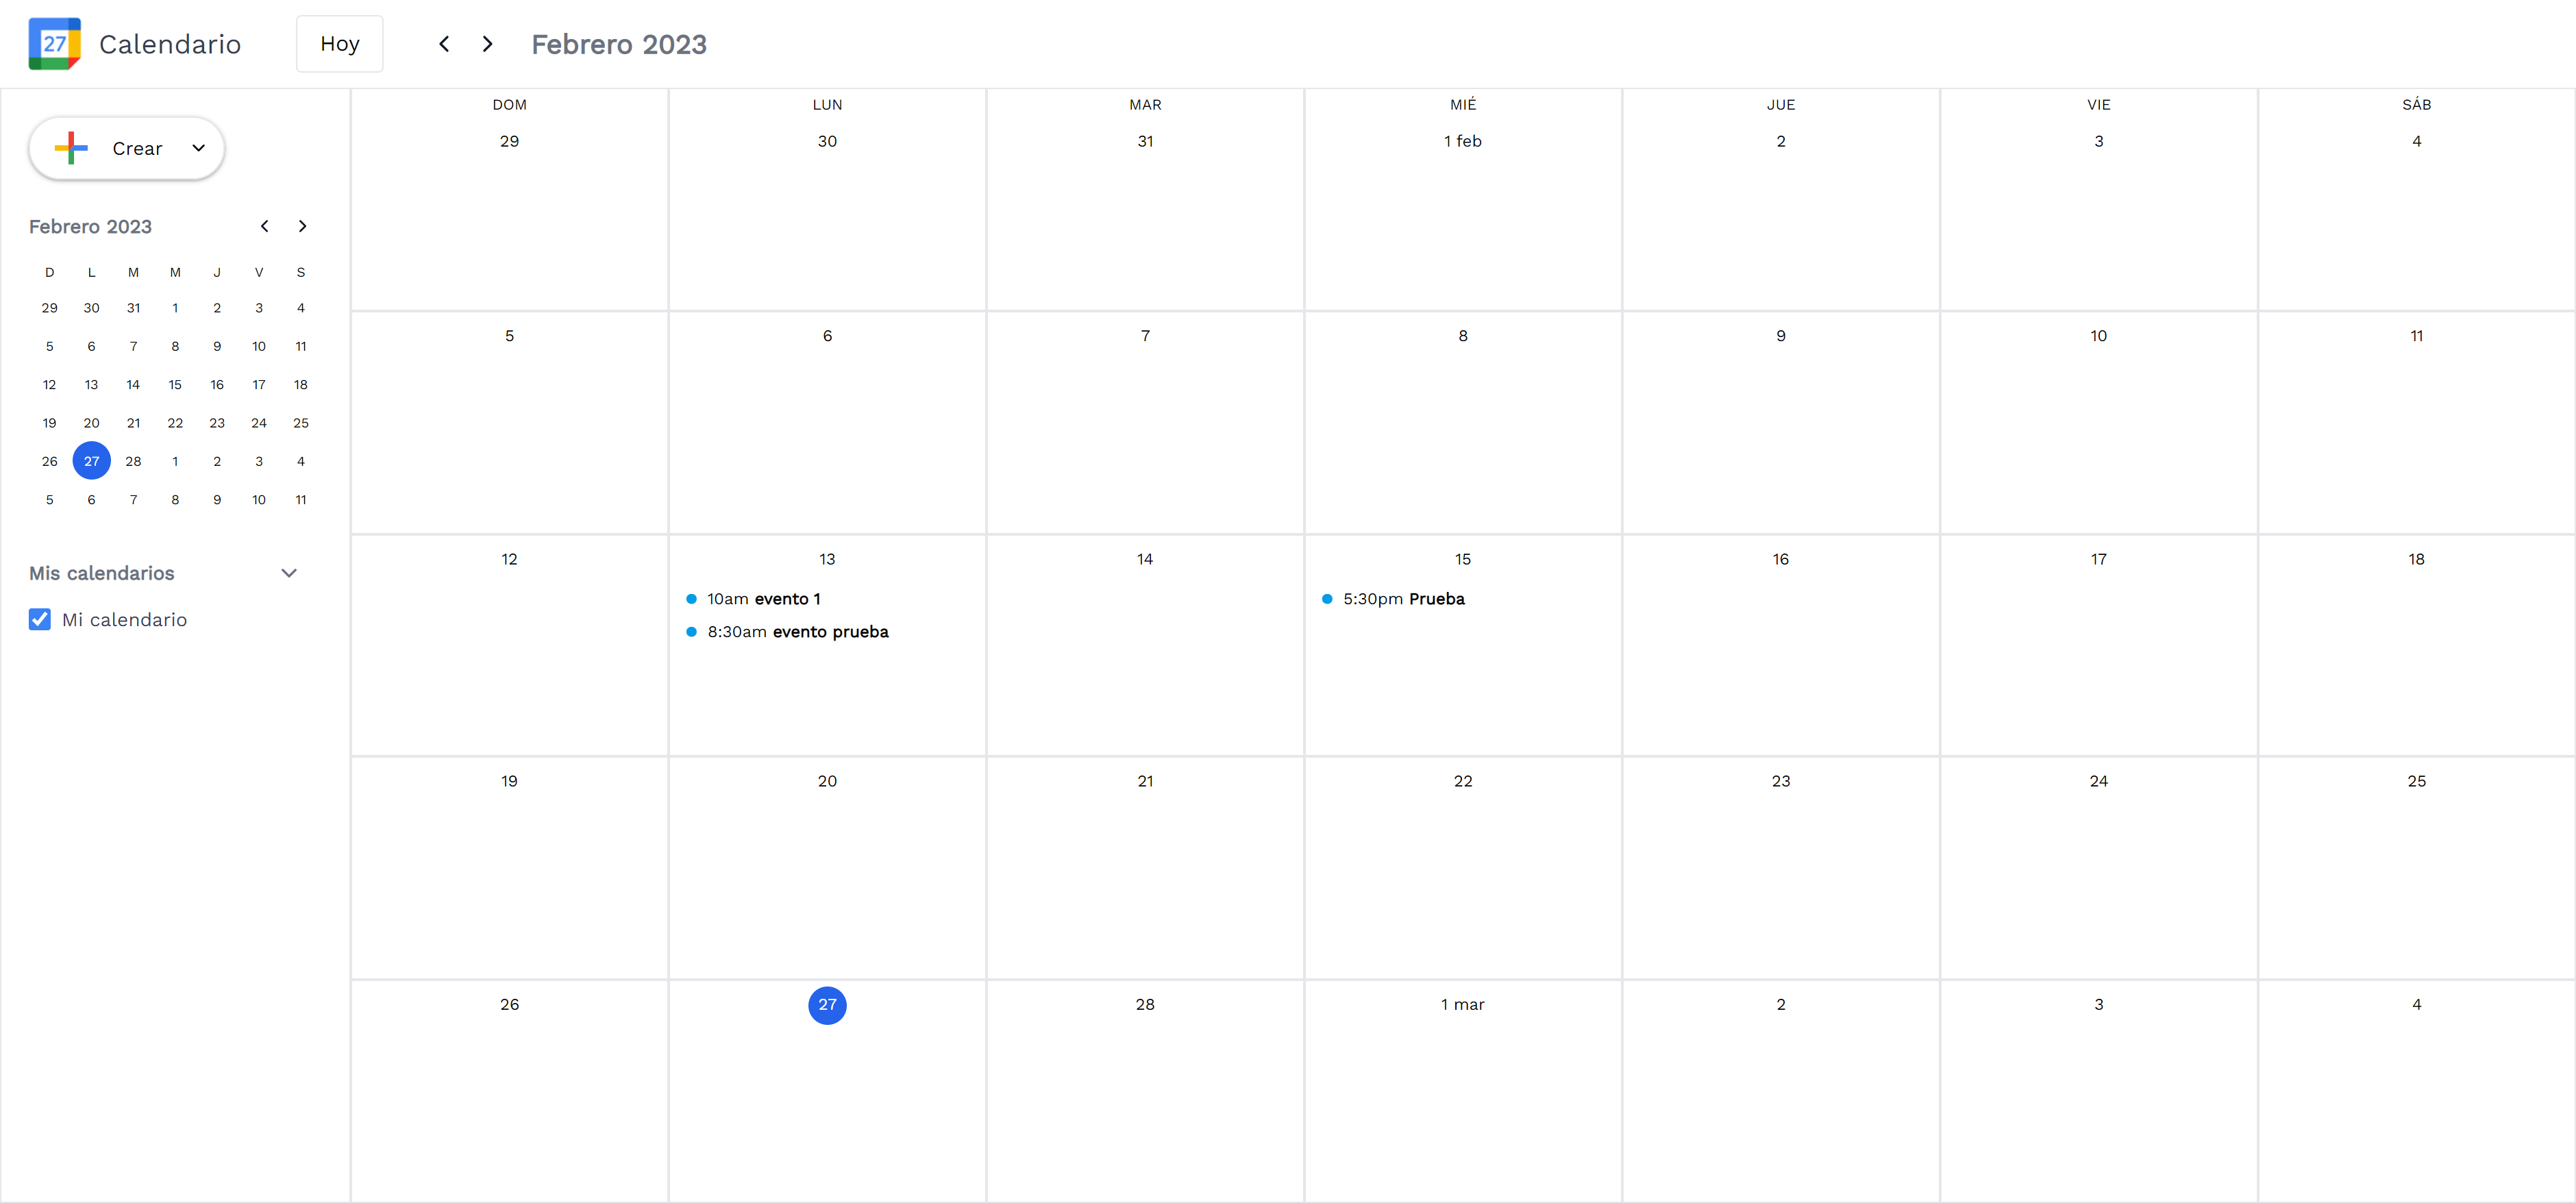 27 Calendario Hoy Febrero 2023
Crear
Febrero 2023
D L M M J V S
29 30 31 1 2 3 4
5 6 7 8 9 10 11
12 13 14 15 16 17 18
19 20 21 22 23 24 25
26 27 28 1 2 3 4
5 6 7 8 9 10 11
Mis calendarios
Mi calendario
DOM LUN MAR MIÉ JUE VIE SÁB
29 30 31 1 feb 2 3 4
5 6 7 8 9 10 11
12 13 14 15 16 17 18
10am evento 1 5:30pm Prueba
8:30am evento prueba
19 20 21 22 23 24 25
26 27 28 1 mar 2 3 4